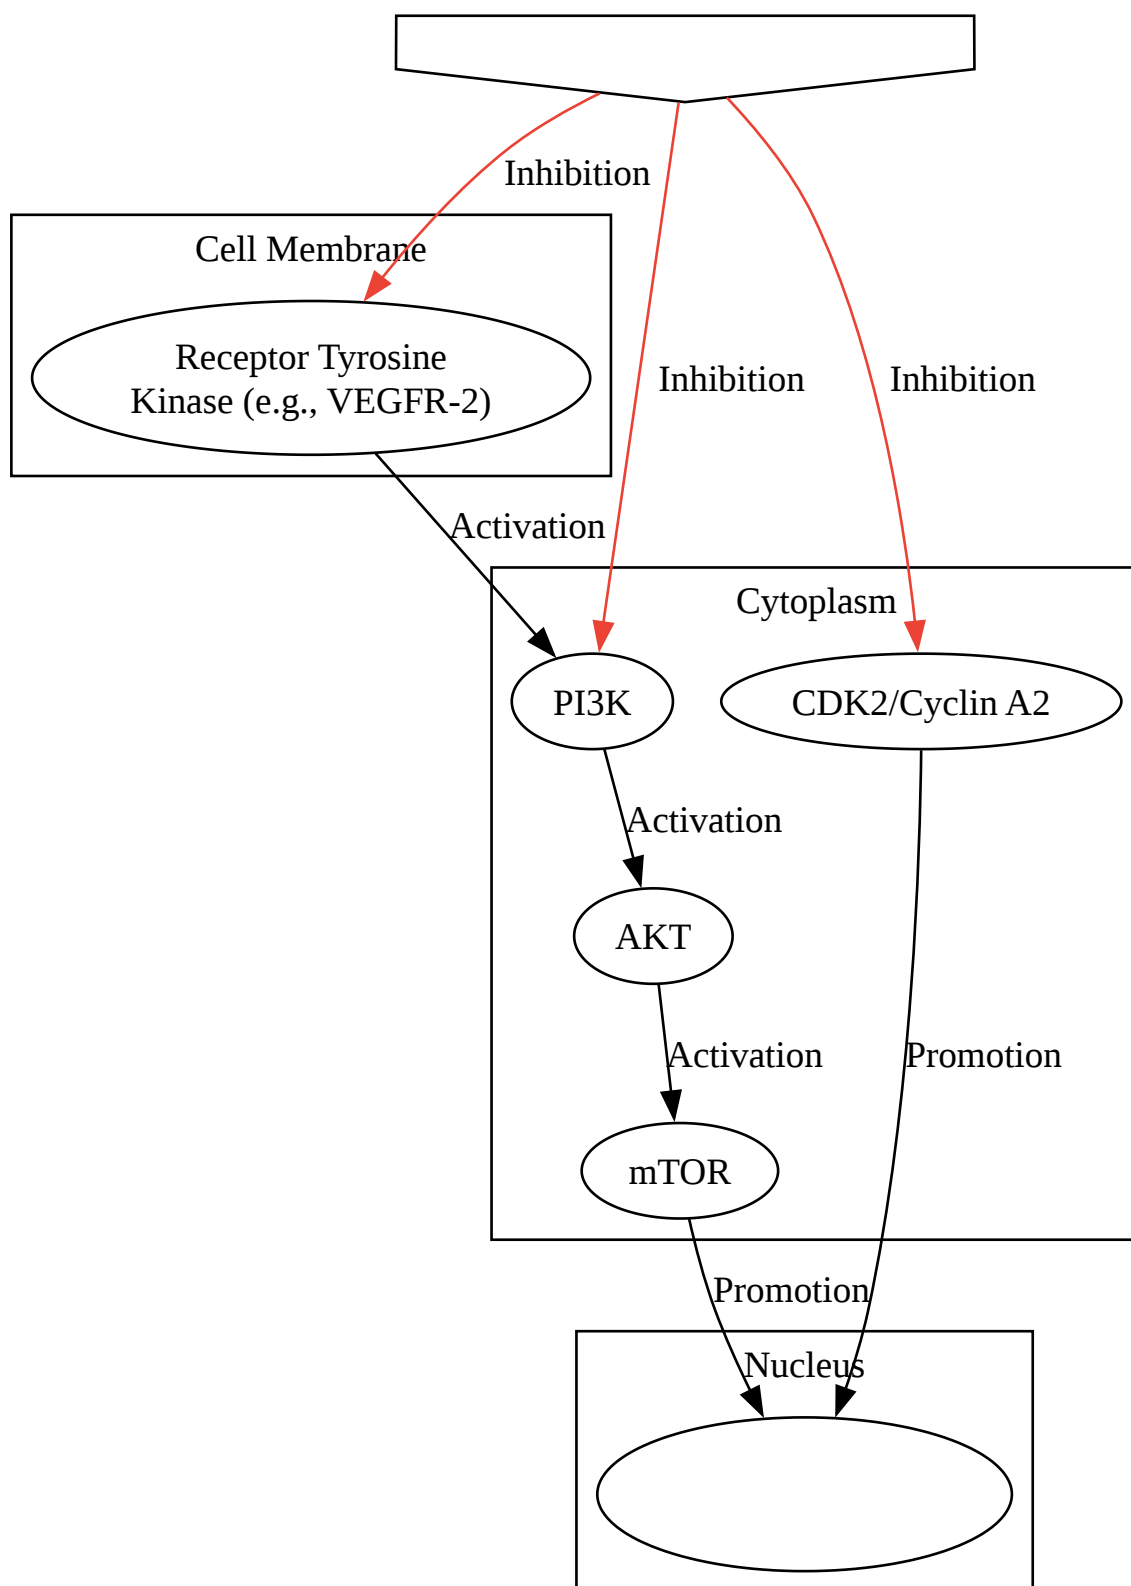 Inhibition
Cell Membrane
Receptor Tyrosine
Kinase (e.g., VEGFR-2)
Inhibition
Inhibition
Activation
Cytoplasm
PI3K
CDK2/Cyclin A2
Activation
AKT
Activation
Promotion
mTOR
Promotion
Nucleus